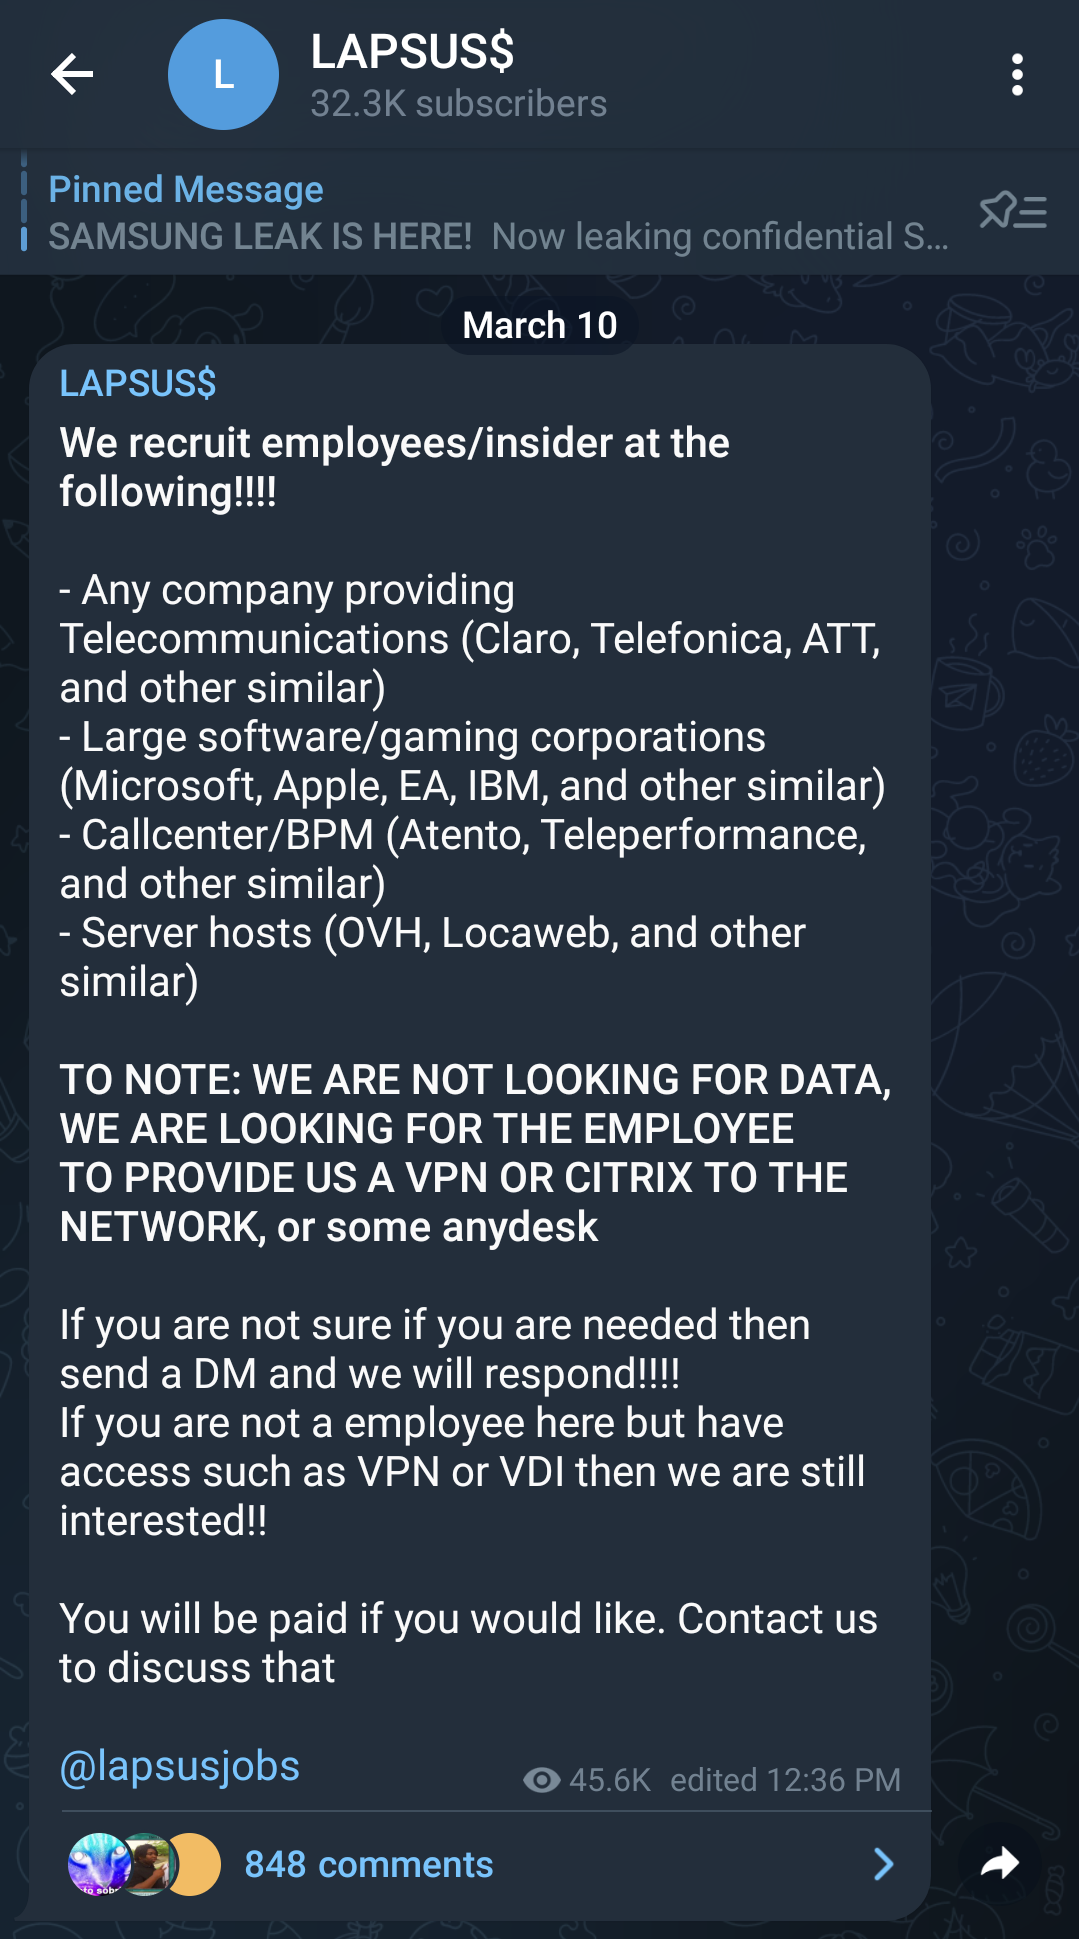 L
LAPSUS$
32.3K subscribers
Pinned Message
SAMSUNG LEAK IS HERE! Now leaking confidential S...
March 10
LAPSUS$
We recruit employees/insider at the
following!!!!
- Any company providing
Telecommunications (Claro, Telefonica, ATT,
and other similar)
- Large software/gaming corporations
(Microsoft, Apple, EA, IBM, and other similar)
- Callcenter/BPM (Atento, Teleperformance,
and other similar)
- Server hosts (OVH, Locaweb, and other
similar)
TO NOTE: WE ARE NOT LOOKING FOR DATA,
WE ARE LOOKING FOR THE EMPLOYEE
TO PROVIDE US A VPN OR CITRIX TO THE
NETWORK, or some anydesk
If you are not sure if you are needed then
send a DM and we will respond!!!!
If you are not a employee here but have
access such as VPN or VDI then we are still
interested!!
You will be paid if you would like. Contact us
to discuss that
@lapsusjobs
45.6K edited 12:36 PM
848 comments